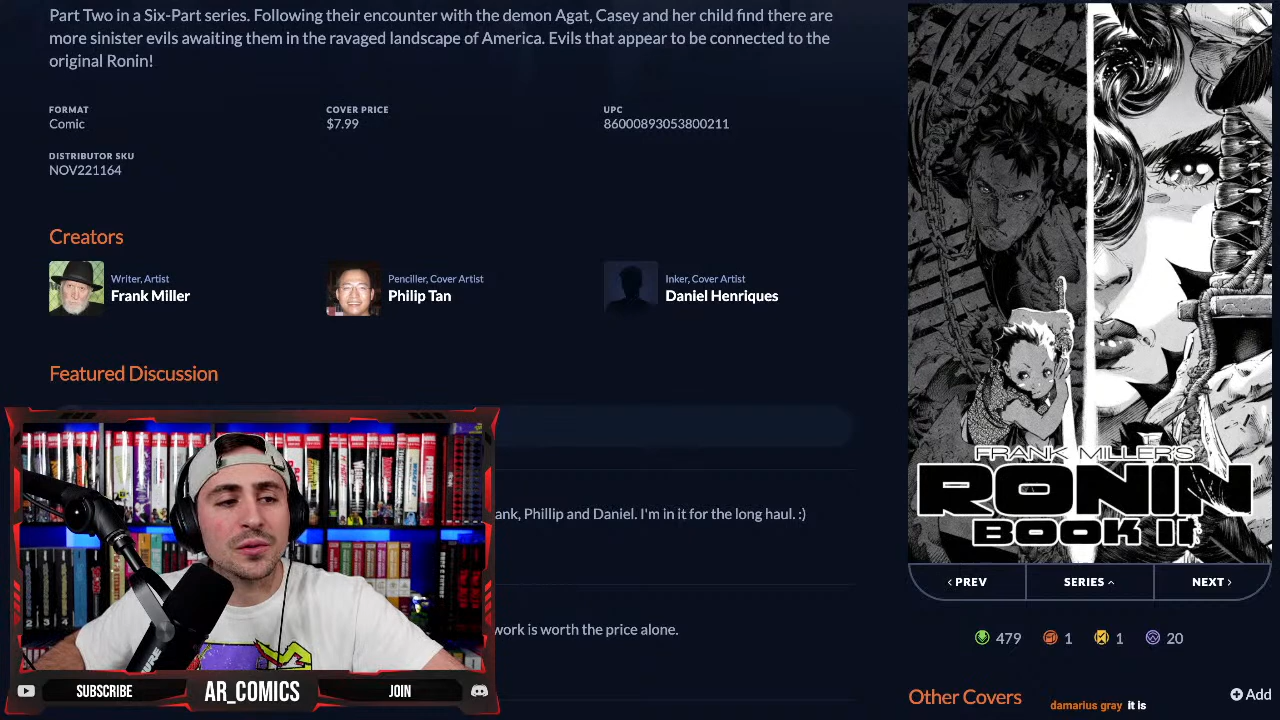 Part Two in a Six-Part series. Following their encounter with the demon Agat, Casey and her child find there are
more sinister evils awaiting them in the ravaged landscape of America. Evils that appear to be connected to the
original Ronin!
FORMAT
Comic
COVER PRICE
$7.99
UPC
86000893053800211
DISTRIBUTOR SKU
NOV221164
Creators
Writer, Artist
Frank Miller
Penciller, Cover Artist
Philip Tan
Inker, Cover Artist
Daniel Henriques
Featured Discussion
ank, Phillip and Daniel. I'm in it for the long haul. :)
work is worth the price alone.
SUBSCRIBE
AR_COMICS
JOIN
FRANK MILLER'S
RONIN
BOOK II
‹ PREV
SERIES
NEXT ›
479
1
1
20
Other Covers
Add
damarius gray it is